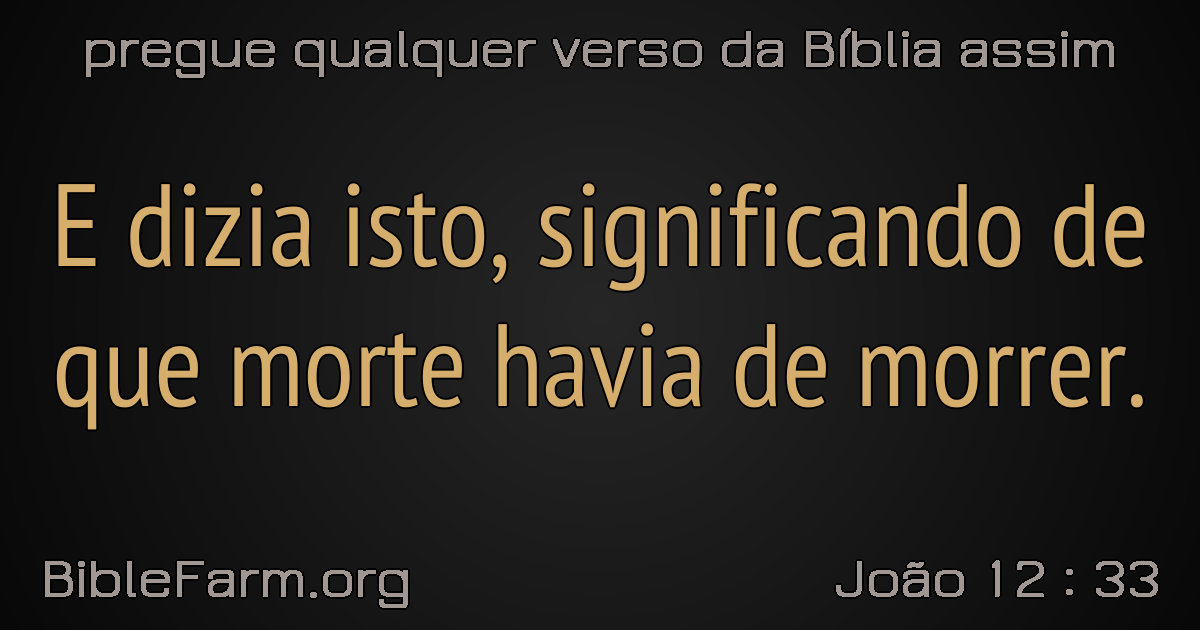 pregue qualquer verso da Bíblia assim
E dizia isto, significando de
que morte havia de morrer.
BibleFarm.org
João 12 : 33